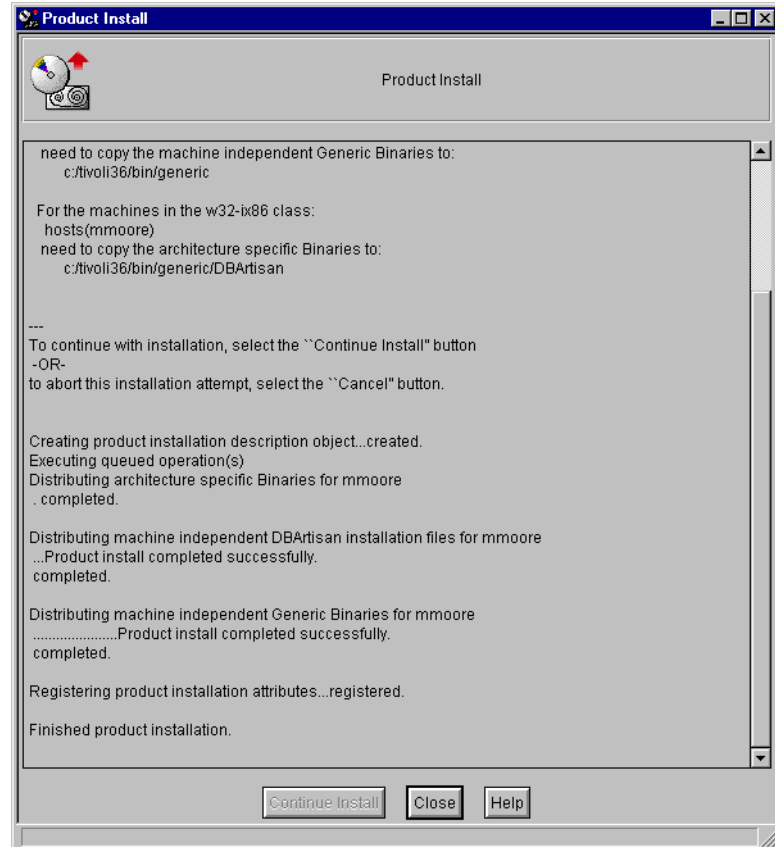 Product Install
Product Install
need to copy the machine independent Generic Binaries to:
c:/tivoli36/bin/generic
For the machines in the w32-ix86 class:
hosts(mmoore)
need to copy the architecture specific Binaries to:
c:/tivoli36/bin/generic/DBArtisan
---
To continue with installation, select the ``Continue Install'' button
-OR-
to abort this installation attempt, select the ``Cancel'' button.
Creating product installation description object...created.
Executing queued operation(s)
Distributing architecture specific Binaries for mmoore
. completed.
Distributing machine independent DBArtisan installation files for mmoore
...Product install completed successfully.
completed.
Distributing machine independent Generic Binaries for mmoore
......................Product install completed successfully.
completed.
Registering product installation attributes...registered.
Finished product installation.
Continue Install Close Help